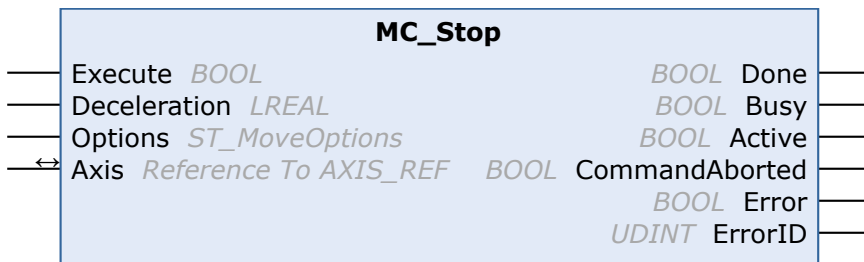 MC_Stop
Execute BOOL BOOL Done
Deceleration LREAL BOOL Busy
Options ST_MoveOptions BOOL Active
↔ Axis Reference To AXIS_REF BOOL CommandAborted
BOOL Error
UDINT ErrorID